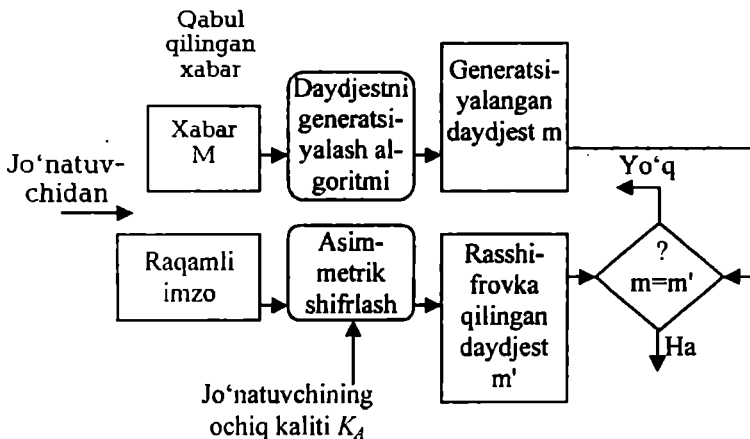 Qabul
qilingan
xabar
Xabar
M
Daydjestni
generatsi-
yalash al-
goritmi
Generatsi-
yalangan
daydjest m
Jo‘natuv-
chidan
Yo‘q
Raqamli
imzo
Asim-
metrik
shifrlash
Rasshi-
frovka
qilingan
daydjest
m'
?
m=m'
Ha
Jo‘natuvchining
ochiq kaliti K_A